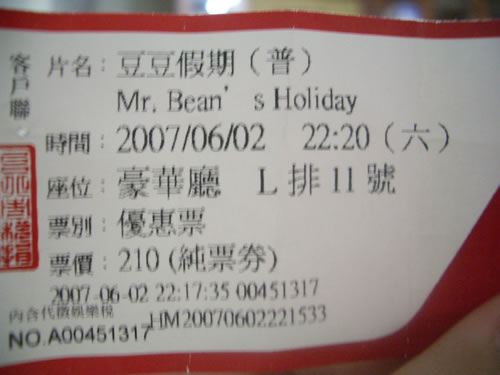 客戶聯
片名：豆豆假期（普）
Mr. Bean's Holiday
時間：2007/06/02 22:20（六）
座位：豪華廳 L 排 11 號
票別：優惠票
票價：210 (純票券)
2007-06-02 22:17:35 00451317
內含代徵娛樂稅
HM20070602221533
NO.A00451317